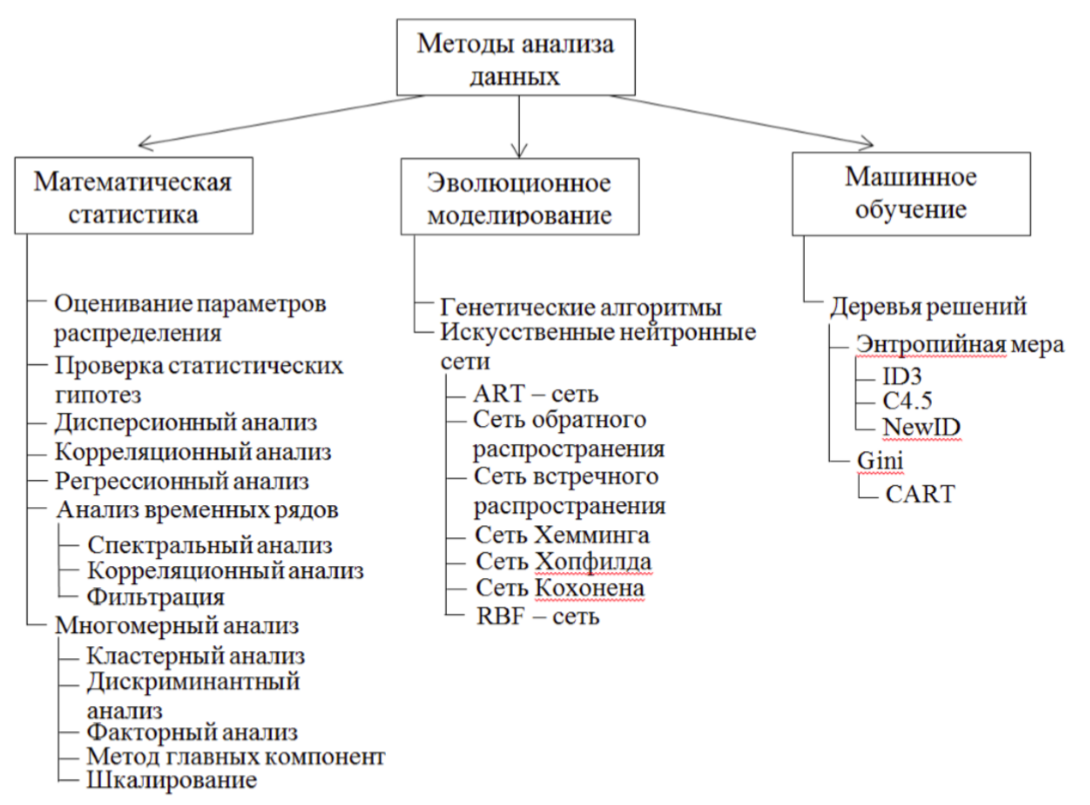 Методы анализа
данных
Математическая
статистика
Оценивание параметров
распределения
Проверка статистических
гипотез
Дисперсионный анализ
Корреляционный анализ
Регрессионный анализ
Анализ временных рядов
Спектральный анализ
Корреляционный анализ
Фильтрация
Многомерный анализ
Кластерный анализ
Дискриминантный
анализ
Факторный анализ
Метод главных компонент
Шкалирование
Эволюционное
моделирование
Генетические алгоритмы
Искусственные нейтронные
сети
ART – сеть
Сеть обратного
распространения
Сеть встречного
распространения
Сеть Хемминга
Сеть Хопфилда
Сеть Кохонена
RBF – сеть
Машинное
обучение
Деревья решений
Энтропийная мера
ID3
C4.5
NewID
Gini
CART